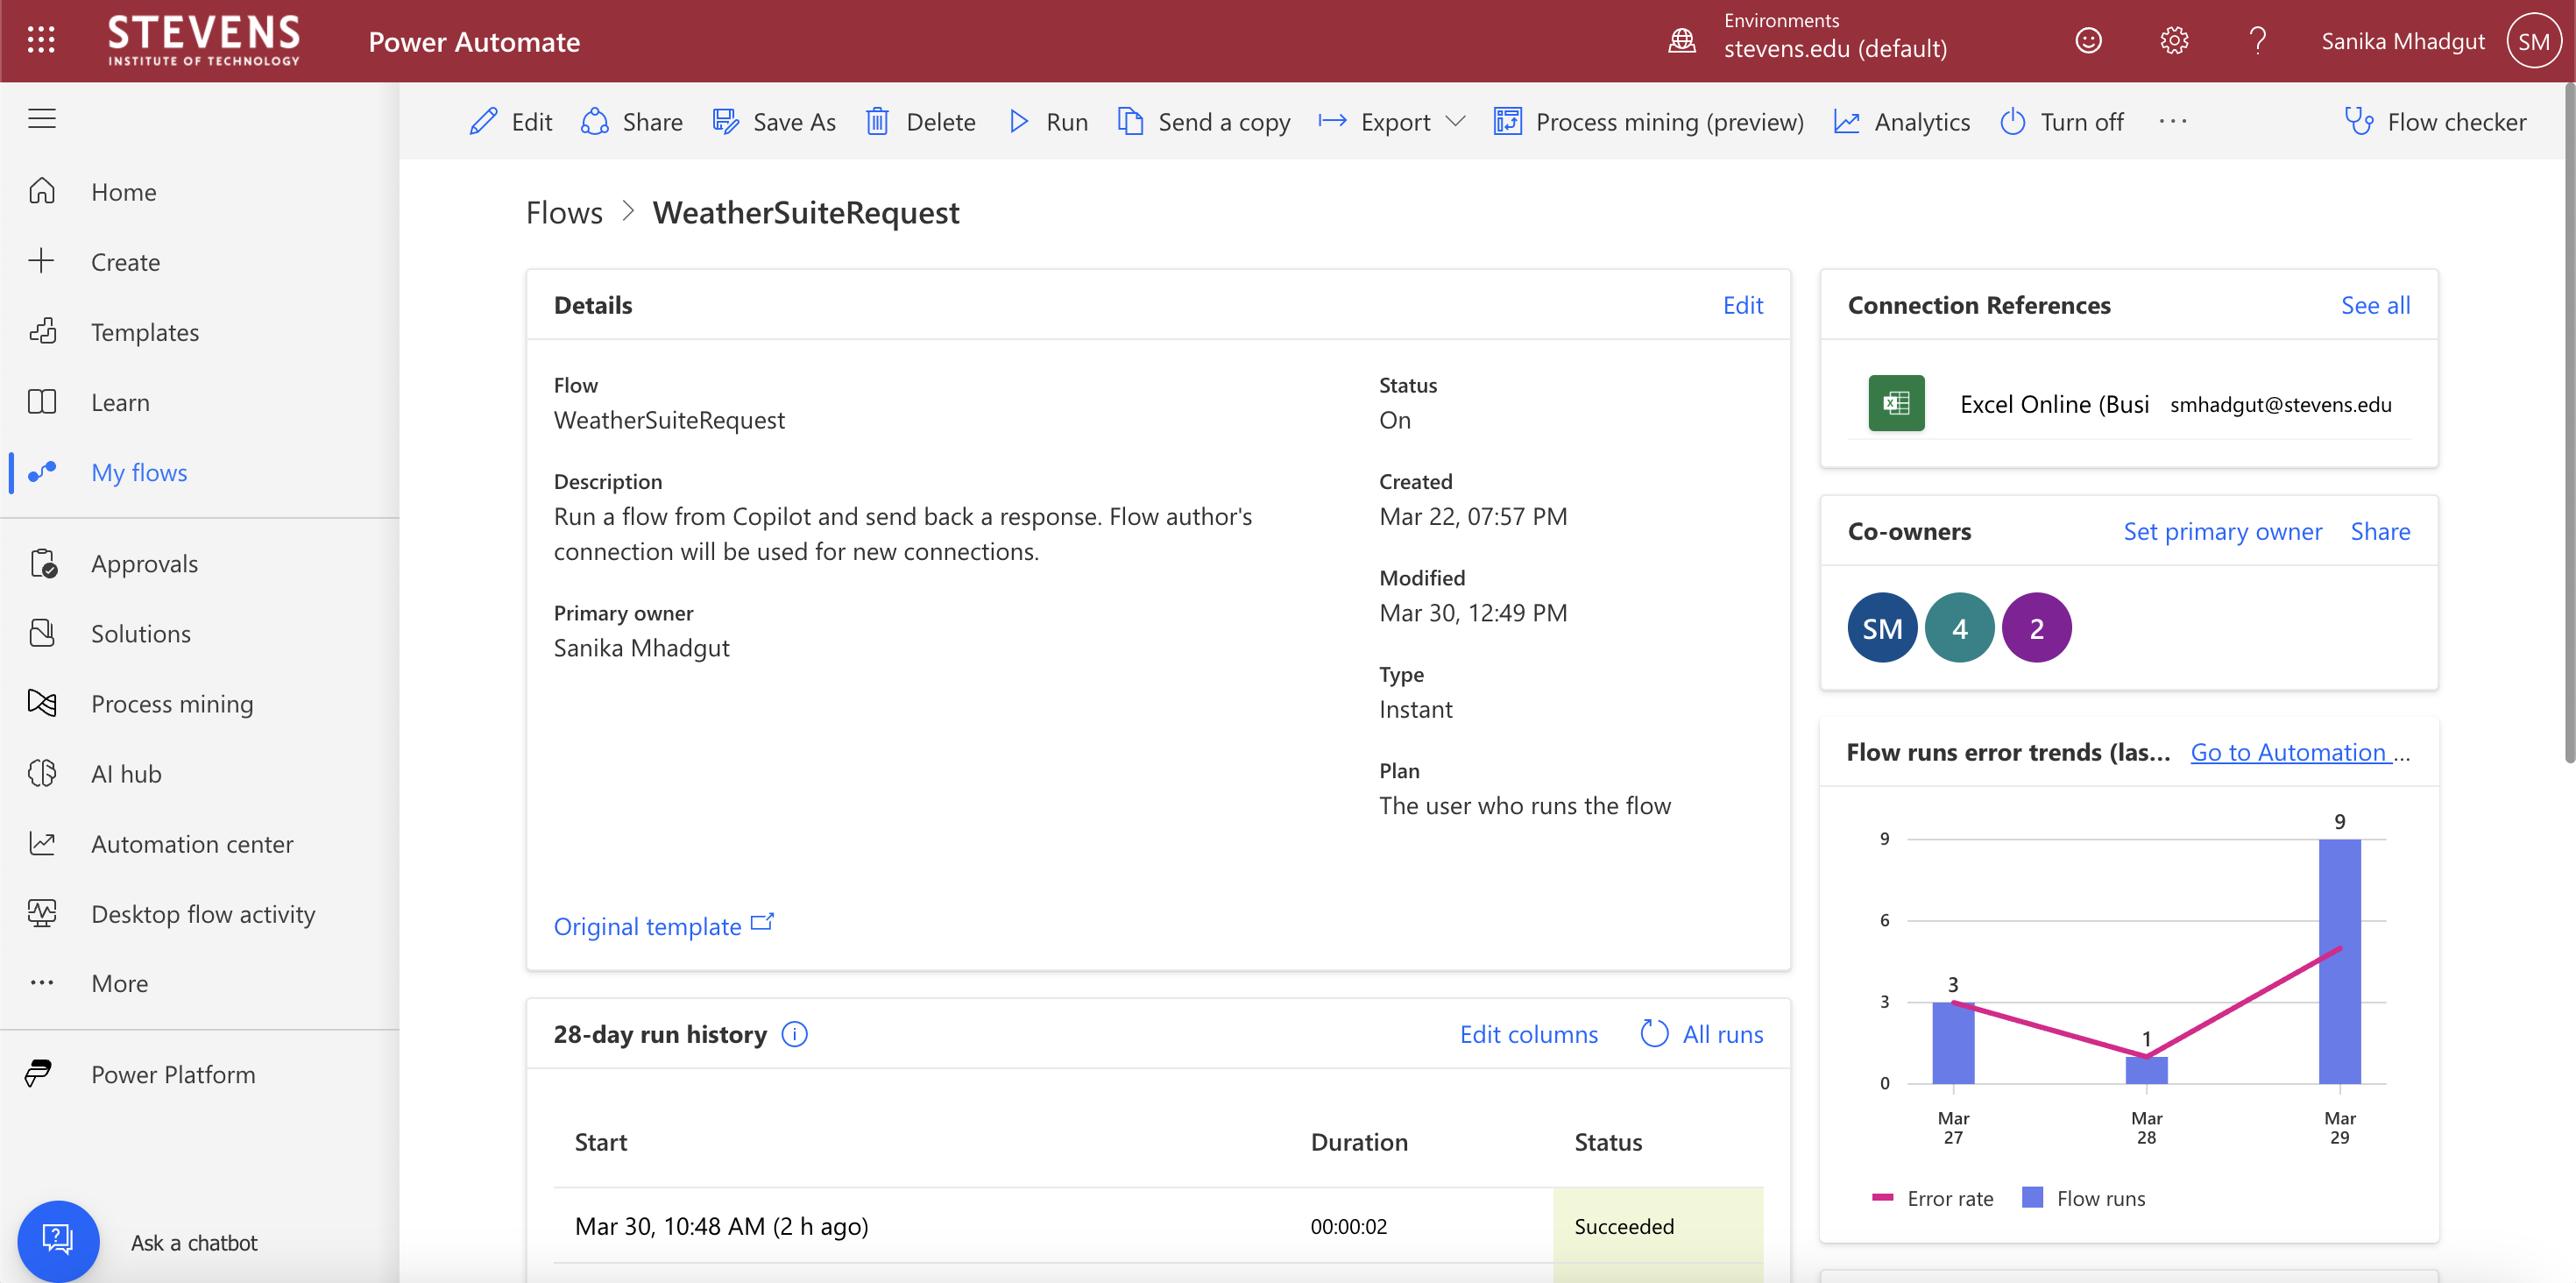 STEVENS
INSTITUTE OF TECHNOLOGY
Power Automate
Environments
stevens.edu (default)
Sanika Mhadgut
SM
Edit
Share
Save As
Delete
Run
Send a copy
Export
Process mining (preview)
Analytics
Turn off
Flow checker
Home
Create
Templates
Learn
My flows
Approvals
Solutions
Process mining
AI hub
Automation center
Desktop flow activity
More
Power Platform
Ask a chatbot
Flows > WeatherSuiteRequest
Details
Edit
Flow
WeatherSuiteRequest
Description
Run a flow from Copilot and send back a response. Flow author's
connection will be used for new connections.
Primary owner
Sanika Mhadgut
Status
On
Created
Mar 22, 07:57 PM
Modified
Mar 30, 12:49 PM
Type
Instant
Plan
The user who runs the flow
Original template
28-day run history
Edit columns
All runs
Start Duration Status
Mar 30, 10:48 AM (2 h ago) 00:00:02 Succeeded
Connection References
See all
Excel Online (Busi smhadgut@stevens.edu
Co-owners
Set primary owner
Share
SM
4
2
Flow runs error trends (las...
Go to Automation ...
9
9
6
3
3
1
0
Mar
27
Mar
28
Mar
29
Error rate
Flow runs